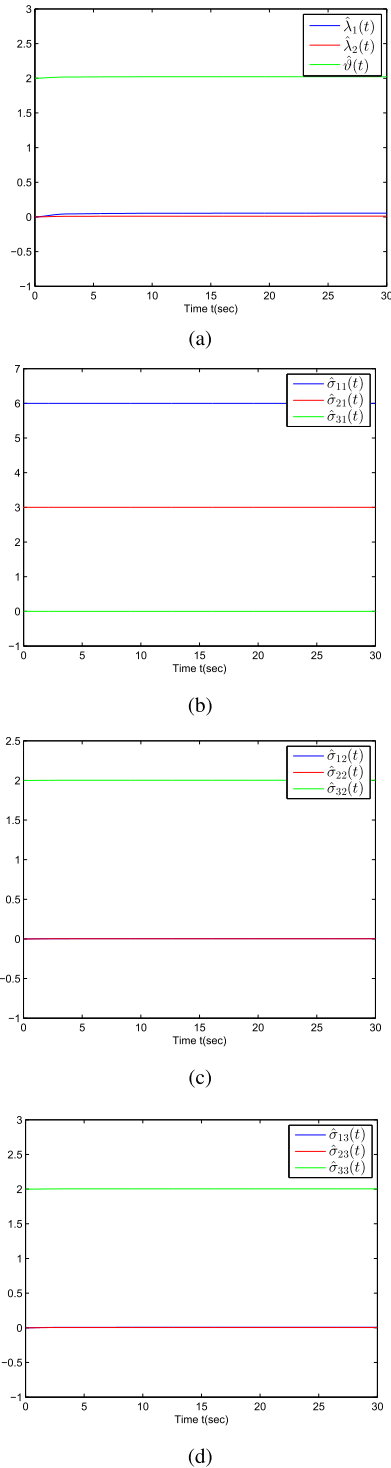 3
2.5
2
1.5
1
0.5
0
−0.5
−1
0 5 10 15 20 25 30
Time t(sec)
λ̂₁(t)
λ̂₂(t)
ϑ̂(t)
(a)
7
6
5
4
3
2
1
0
−1
0 5 10 15 20 25 30
Time t(sec)
σ̂₁₁(t)
σ̂₂₁(t)
σ̂₃₁(t)
(b)
2.5
2
1.5
1
0.5
0
−0.5
−1
0 5 10 15 20 25 30
Time t(sec)
σ̂₁₂(t)
σ̂₂₂(t)
σ̂₃₂(t)
(c)
3
2.5
2
1.5
1
0.5
0
−0.5
−1
0 5 10 15 20 25 30
Time t(sec)
σ̂₁₃(t)
σ̂₂₃(t)
σ̂₃₃(t)
(d)